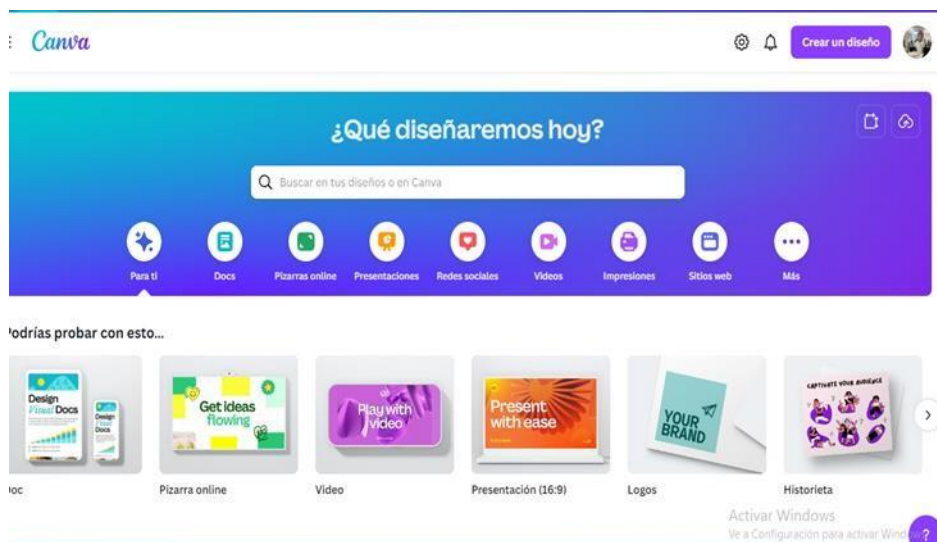 Canva
Crear un diseño
¿Qué diseñaremos hoy?
Buscar en tus diseños o en Canva
Para ti
Docs
Pizarras online
Presentaciones
Redes sociales
Videos
Impresiones
Sitios web
Más
Podrías probar con esto...
Design
Visual Docs
Design
Docs
Get ideas
flowing
Play with
video
Present
with ease
YOUR
BRAND
CAPTIVATE YOUR AUDIENCE
oc
Pizarra online
Video
Presentación (16:9)
Logos
Historieta
Activar Windows
Ve a Configuración para activar Wind
?